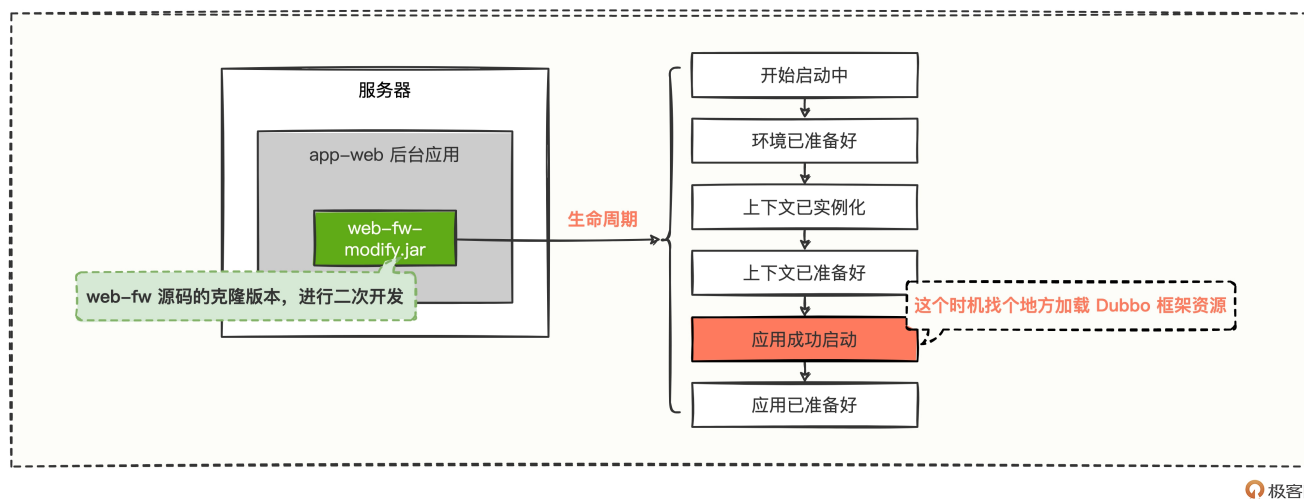 服务器
app-web 后台应用
web-fw-
modify.jar
web-fw 源码的克隆版本，进行二次开发
生命周期
开始启动中
环境已准备好
上下文已实例化
上下文已准备好
这个时机找个地方加载 Dubbo 框架资源
应用成功启动
应用已准备好
极客